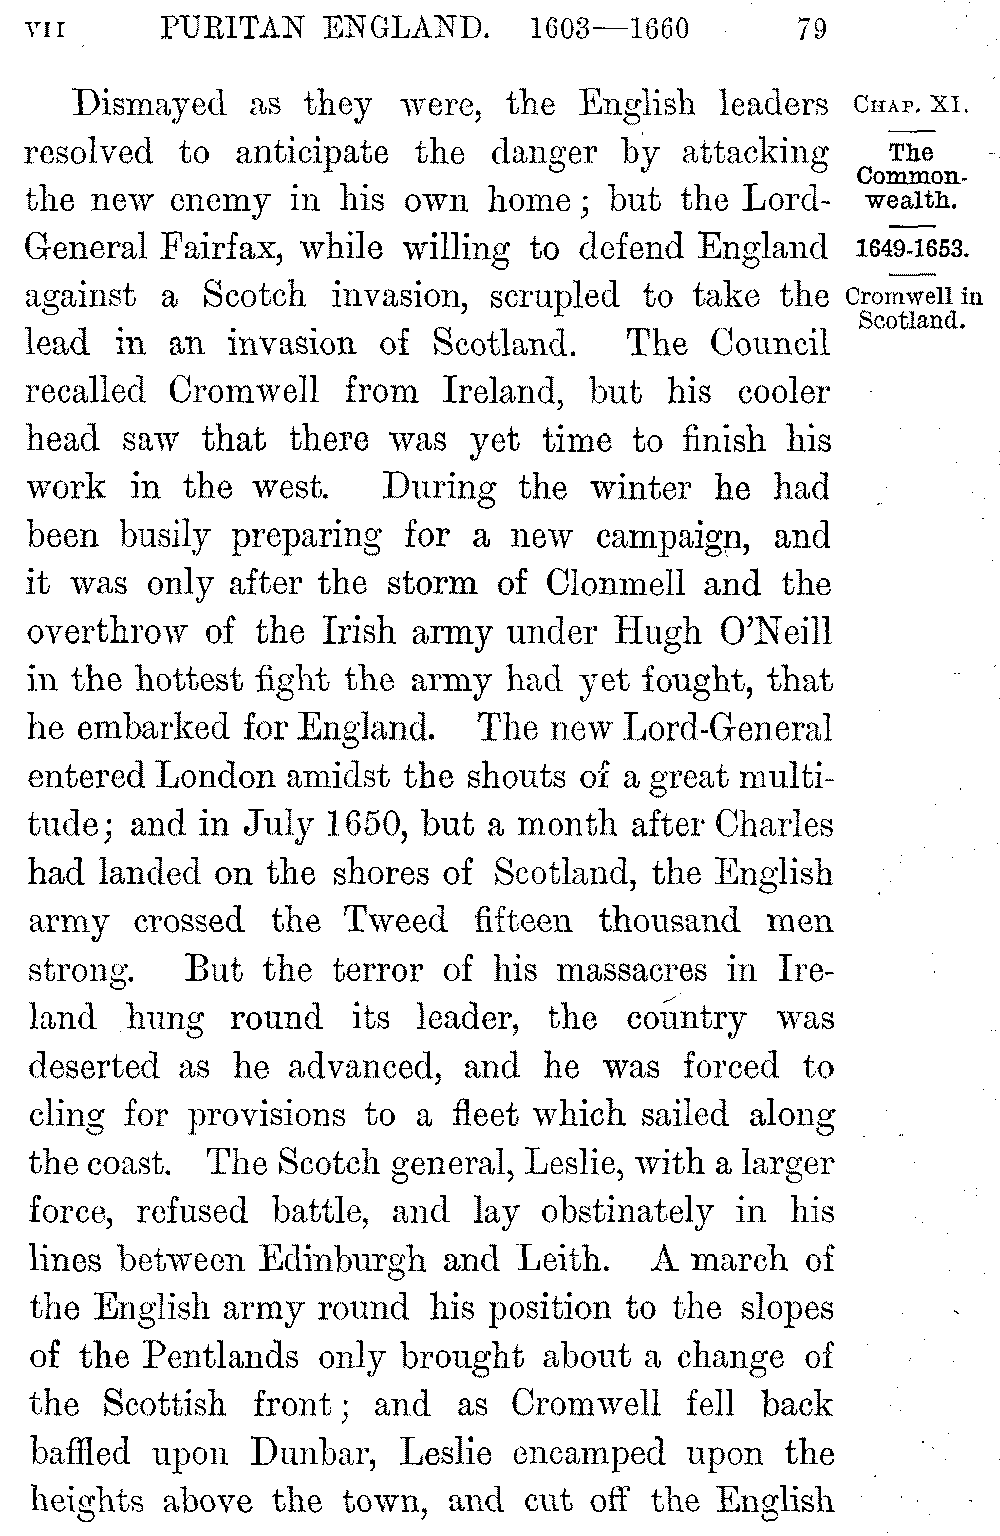 VII PURITAN ENGLAND. 1603—1660 79
Dismayed as they were, the English leaders
resolved to anticipate the danger by attacking
the new enemy in his own home; but the Lord-
General Fairfax, while willing to defend England
against a Scotch invasion, scrupled to take the
lead in an invasion of Scotland. The Council
recalled Cromwell from Ireland, but his cooler
head saw that there was yet time to finish his
work in the west. During the winter he had
been busily preparing for a new campaign, and
it was only after the storm of Clonmell and the
overthrow of the Irish army under Hugh O'Neill
in the hottest fight the army had yet fought, that
he embarked for England. The new Lord-General
entered London amidst the shouts of a great multi-
tude; and in July 1650, but a month after Charles
had landed on the shores of Scotland, the English
army crossed the Tweed fifteen thousand men
strong. But the terror of his massacres in Ire-
land hung round its leader, the country was
deserted as he advanced, and he was forced to
cling for provisions to a fleet which sailed along
the coast. The Scotch general, Leslie, with a larger
force, refused battle, and lay obstinately in his
lines between Edinburgh and Leith. A march of
the English army round his position to the slopes
of the Pentlands only brought about a change of
the Scottish front; and as Cromwell fell back
baffled upon Dunbar, Leslie encamped upon the
heights above the town, and cut off the English
CHAP. XI.
The
Common-
wealth.
1649-1653.
Cromwell in
Scotland.